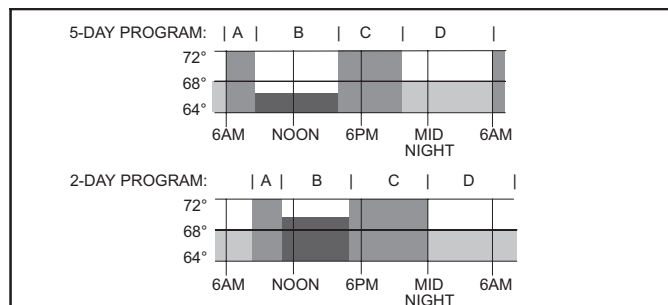 5-DAY PROGRAM: | A | B | C | D |
72°
68°
64°
6AM NOON 6PM MID NIGHT 6AM
2-DAY PROGRAM: | A | B | C | D |
72°
68°
64°
6AM NOON 6PM MID NIGHT 6AM